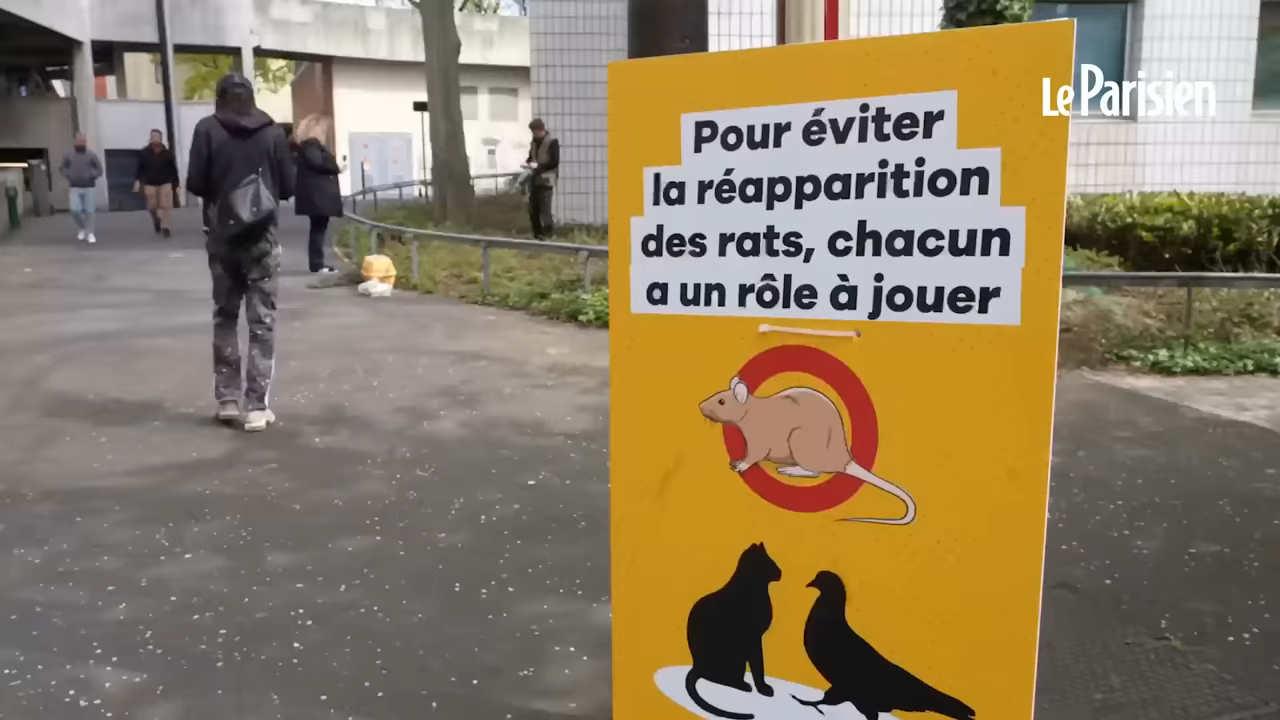 Le Parisien
Pour éviter
la réapparition
des rats, chacun
a un rôle à jouer